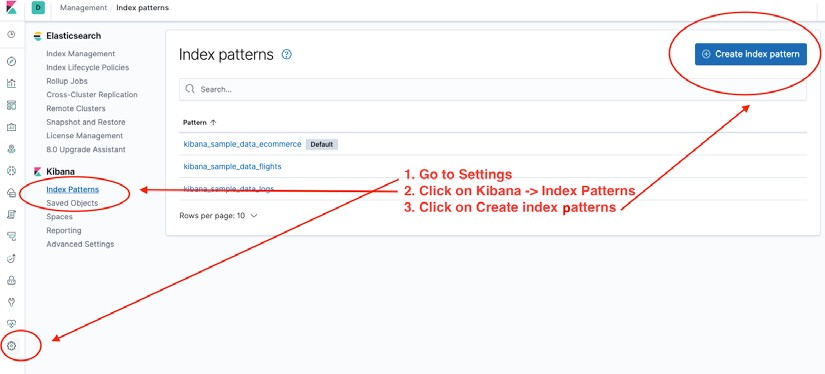 D Management / Index patterns
Elasticsearch
Index Management
Index Lifecycle Policies
Rollup Jobs
Cross-Cluster Replication
Remote Clusters
Snapshot and Restore
License Management
8.0 Upgrade Assistant
Kibana
Index Patterns
Saved Objects
Spaces
Reporting
Advanced Settings
Index patterns ?
Create index pattern
Search...
Pattern ↑
kibana_sample_data_ecommerce Default
kibana_sample_data_flights
kibana_sample_data_logs
Rows per page: 10
1. Go to Settings
2. Click on Kibana -> Index Patterns
3. Click on Create index patterns